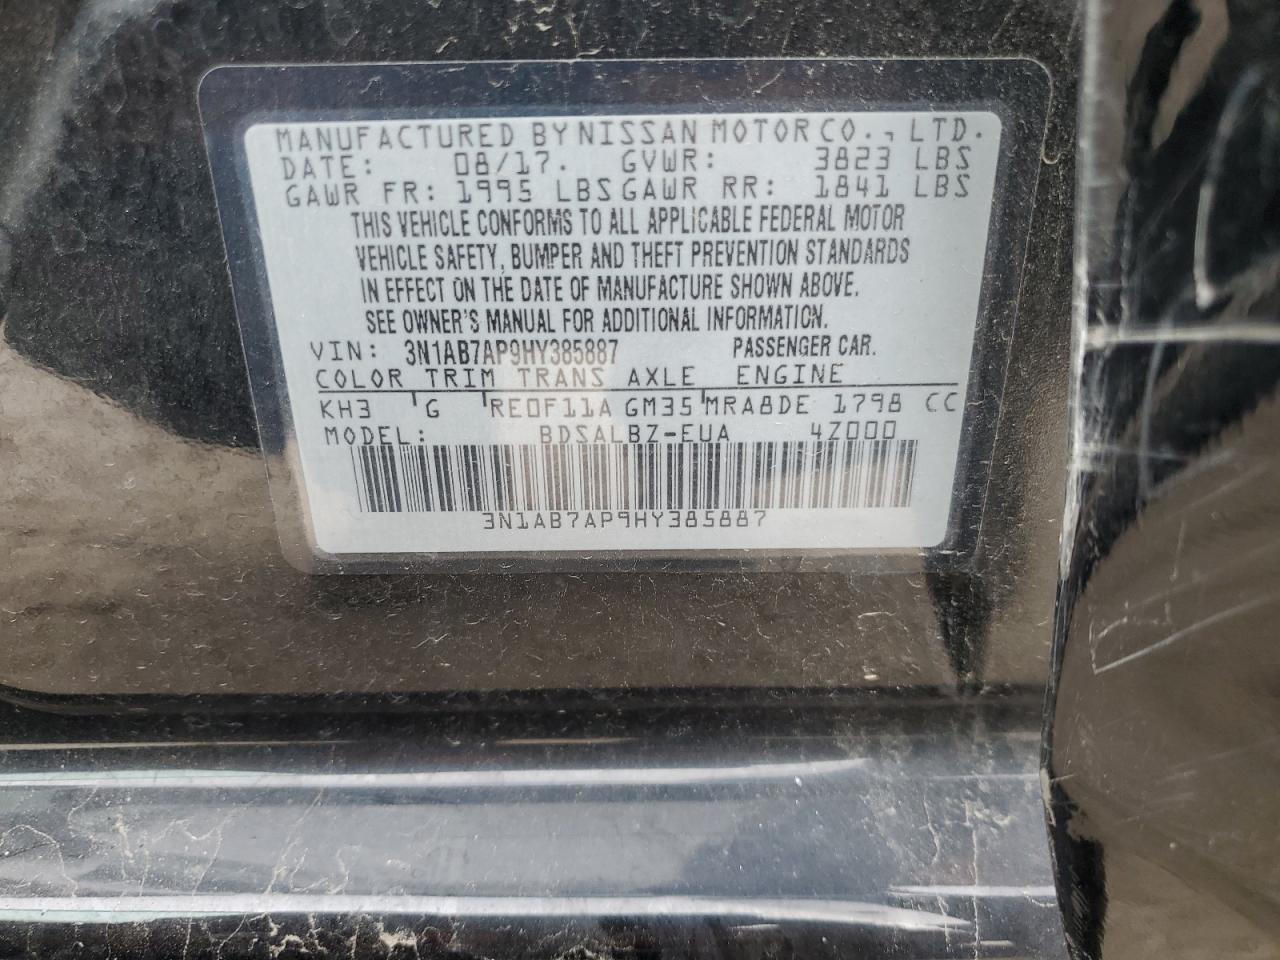 MANUFACTURED BY NISSAN MOTOR CO., LTD.
DATE: 08/17. GVWR: 3823 LBS
GAWR FR: 1995 LBS GAWR RR: 1841 LBS
THIS VEHICLE CONFORMS TO ALL APPLICABLE FEDERAL MOTOR
VEHICLE SAFETY, BUMPER AND THEFT PREVENTION STANDARDS
IN EFFECT ON THE DATE OF MANUFACTURE SHOWN ABOVE.
SEE OWNER'S MANUAL FOR ADDITIONAL INFORMATION.
VIN: 3N1AB7AP9HY385887 PASSENGER CAR.
COLOR TRIM TRANS AXLE ENGINE
KH3 G RE0F11A GM35 MRA8DE 1798 CC
MODEL: BDSALBZ-EUA 4Z000
3N1AB7AP9HY385887